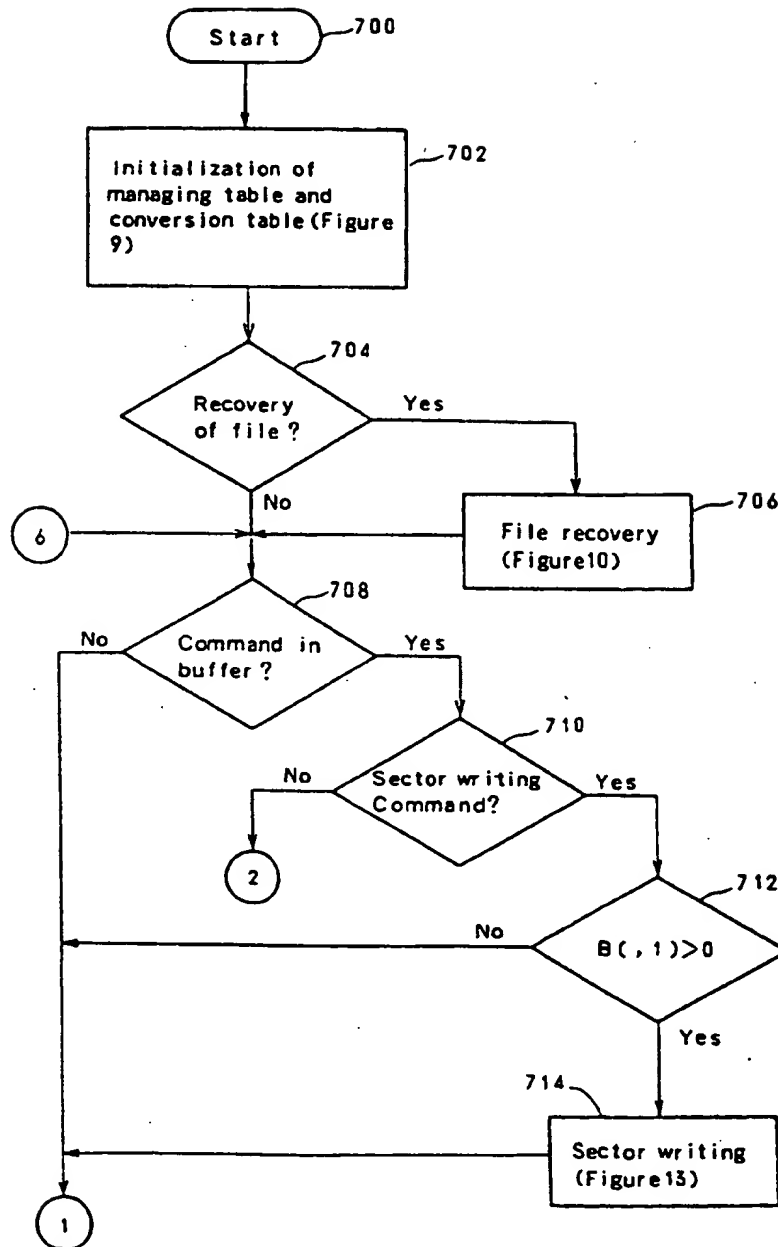 Start
700
702
Initialization of
managing table and
conversion table(Figure
9)
704
Recovery
of file?
Yes
No
706
6
File recovery
(Figure10)
708
No
Command in
buffer?
Yes
710
No
Sector writing
Command?
Yes
2
712
No
B(,1)>0
Yes
714
Sector writing
(Figure13)
1